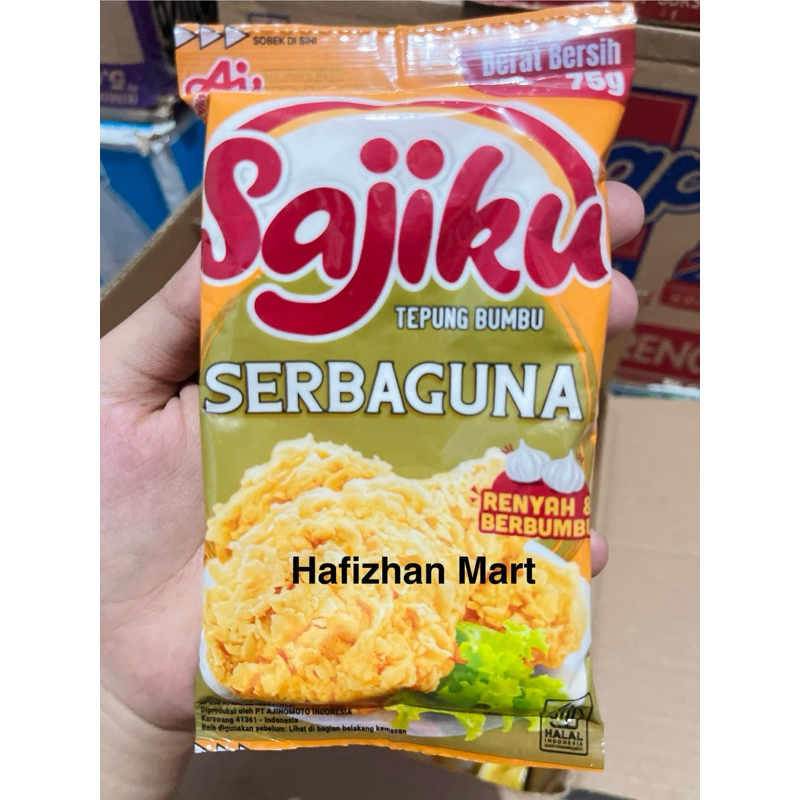 SOBEK DI SINI
Berat Bersih
75g
Aji
Sajiku
TEPUNG BUMBU
SERBAGUNA
RENYAH &
BERBUMBU
Hafizhan Mart
Diproduksi oleh PT AJINOMOTO INDONESIA
Karawang 41361 - Indonesia
Baik digunakan sebelum: Lihat di bagian belakang kemasan
HALAL
INDONESIA